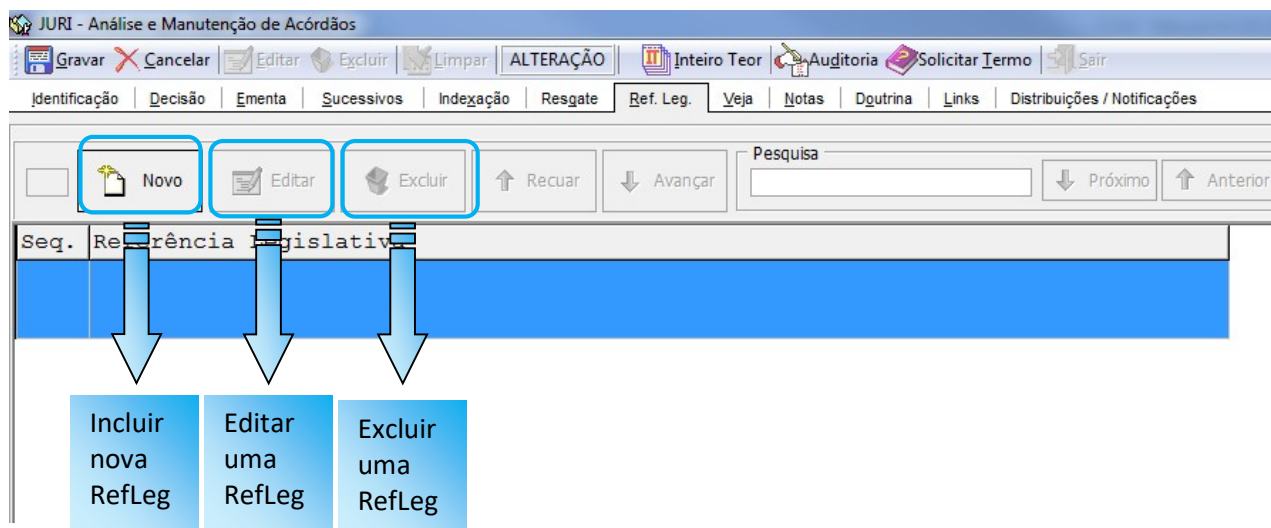 JURI - Análise e Manutenção de Acórdãos
Gravar Cancelar Editar Excluir Limpar ALTERAÇÃO Inteiro Teor Auditoria Solicitar Termo Sair
Identificação Decisão Ementa Sucessivos Indexação Resgate Ref. Leg. Veja Notas Doutrina Links Distribuições / Notificações
Pesquisa
Novo Editar Excluir Recuar Avançar Próximo Anterior
Seq. Referência Legislativa
Incluir
nova
RefLeg
Editar
uma
RefLeg
Excluir
uma
RefLeg